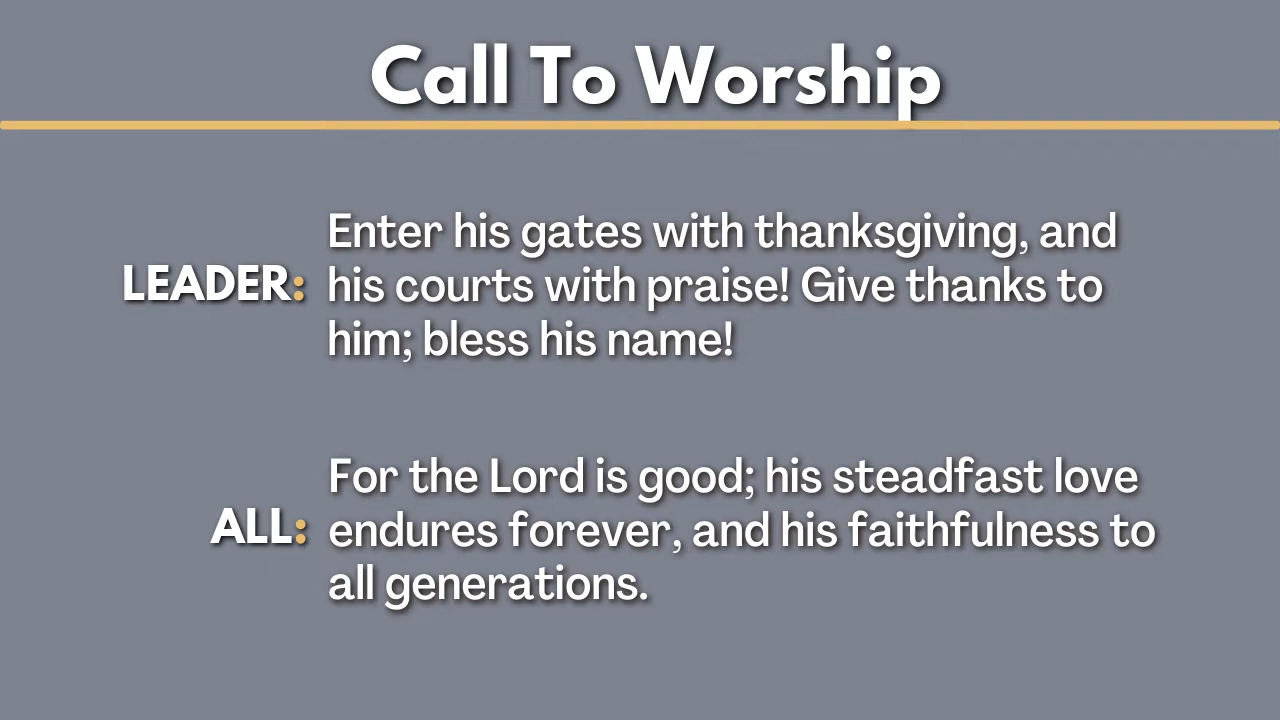 Call To Worship
Enter his gates with thanksgiving, and
LEADER: his courts with praise! Give thanks to
him; bless his name!
For the Lord is good; his steadfast love
ALL: endures forever, and his faithfulness to
all generations.